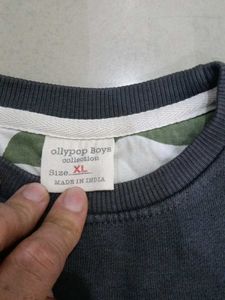 ollypop Boys
collection
Size. XL
MADE IN INDIA